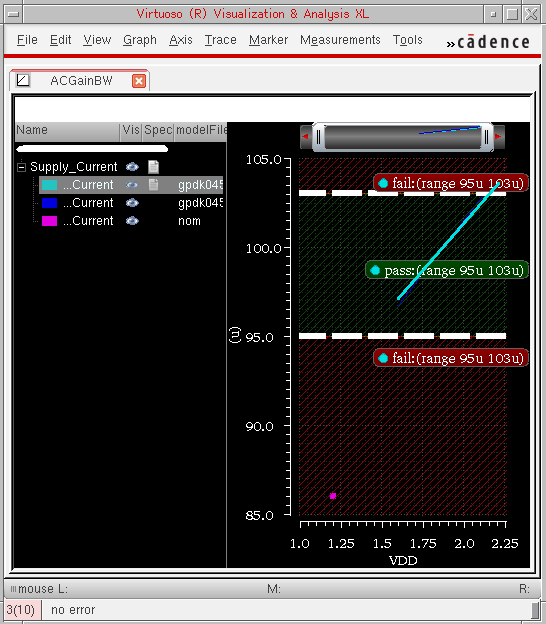 Virtuoso (R) Visualization & Analysis XL
File Edit View Graph Axis Trace Marker Measurements Tools
cādence
ACGainBW
Name Vis Spec modelFile
Supply_Current
...Current gpdk045
...Current gpdk045
...Current nom
105.0
fail:(range 95u 103u)
100.0
pass:(range 95u 103u)
(u)
95.0
fail:(range 95u 103u)
90.0
85.0
1.0 1.25 1.5 1.75 2.0 2.25
VDD
mouse L: M: R:
3(10) no error